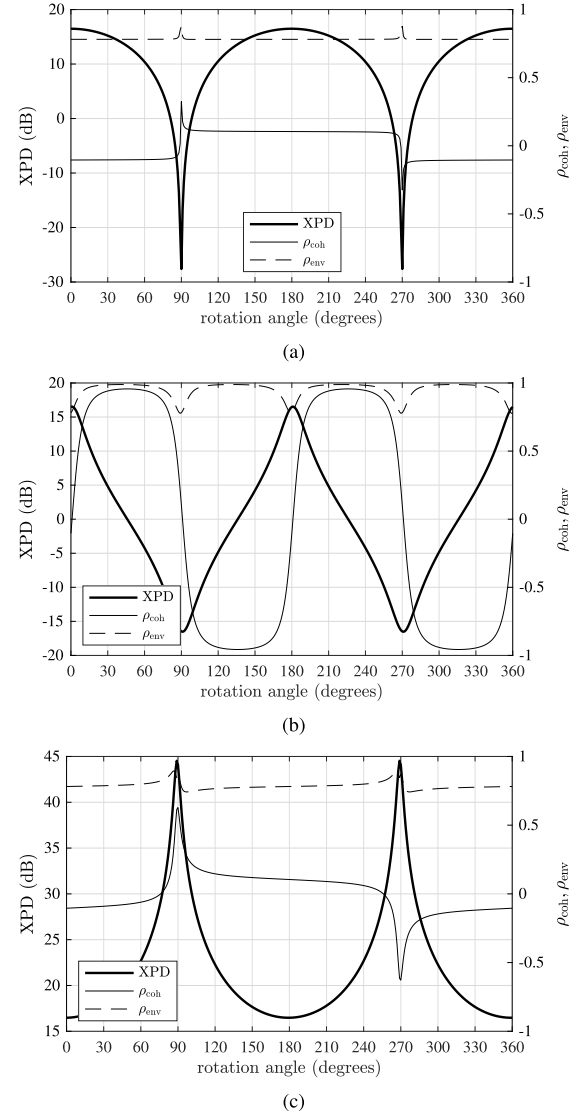 20
10
0
-10
-20
-30
XPD (dB)
1
0.5
0
-0.5
-1
ρcoh, ρenv
XPD
ρcoh
ρenv
0 30 60 90 120 150 180 210 240 270 300 330 360
rotation angle (degrees)
(a)
20
15
10
5
0
-5
-10
-15
-20
XPD (dB)
1
0.5
0
-0.5
-1
ρcoh, ρenv
XPD
ρcoh
ρenv
0 30 60 90 120 150 180 210 240 270 300 330 360
rotation angle (degrees)
(b)
45
40
35
30
25
20
15
XPD (dB)
1
0.5
0
-0.5
-1
ρcoh, ρenv
XPD
ρcoh
ρenv
0 30 60 90 120 150 180 210 240 270 300 330 360
rotation angle (degrees)
(c)